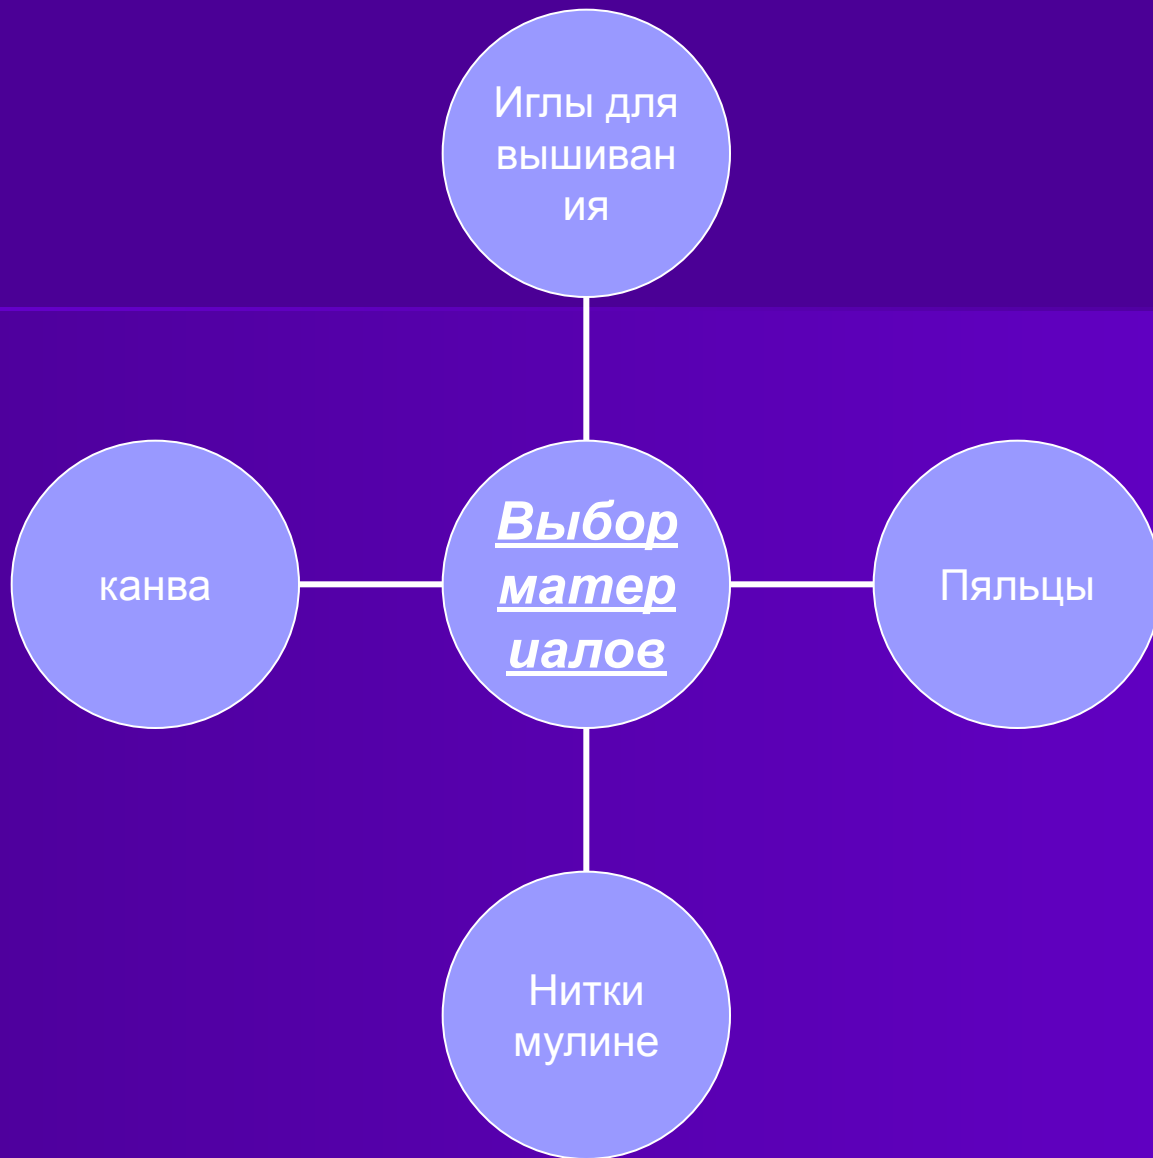 Иглы для
вышиван
ия
канва
Выбор
матер
иалов
Пяльцы
Нитки
мулине